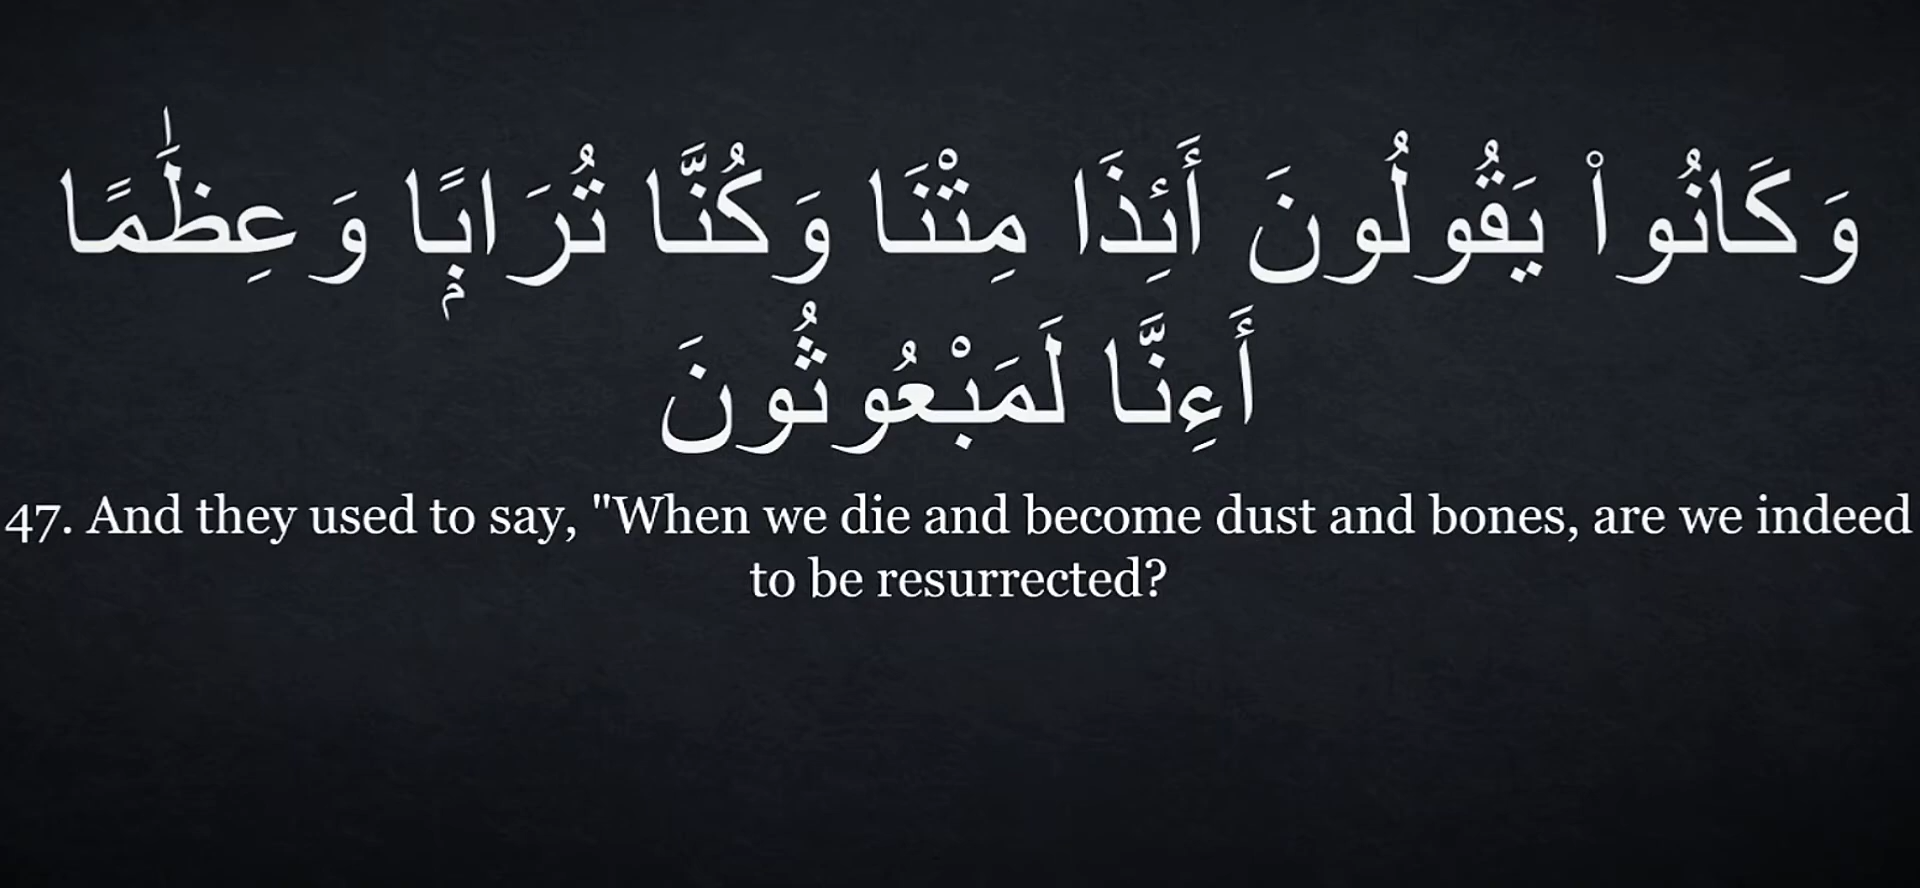 وَكَانُوا۟ يَقُولُونَ أَئِذَا مِتْنَا وَكُنَّا تُرَابًۭا وَعِظَٰمًا
أَءِنَّا لَمَبْعُوثُونَ
47. And they used to say, "When we die and become dust and bones, are we indeed
to be resurrected?